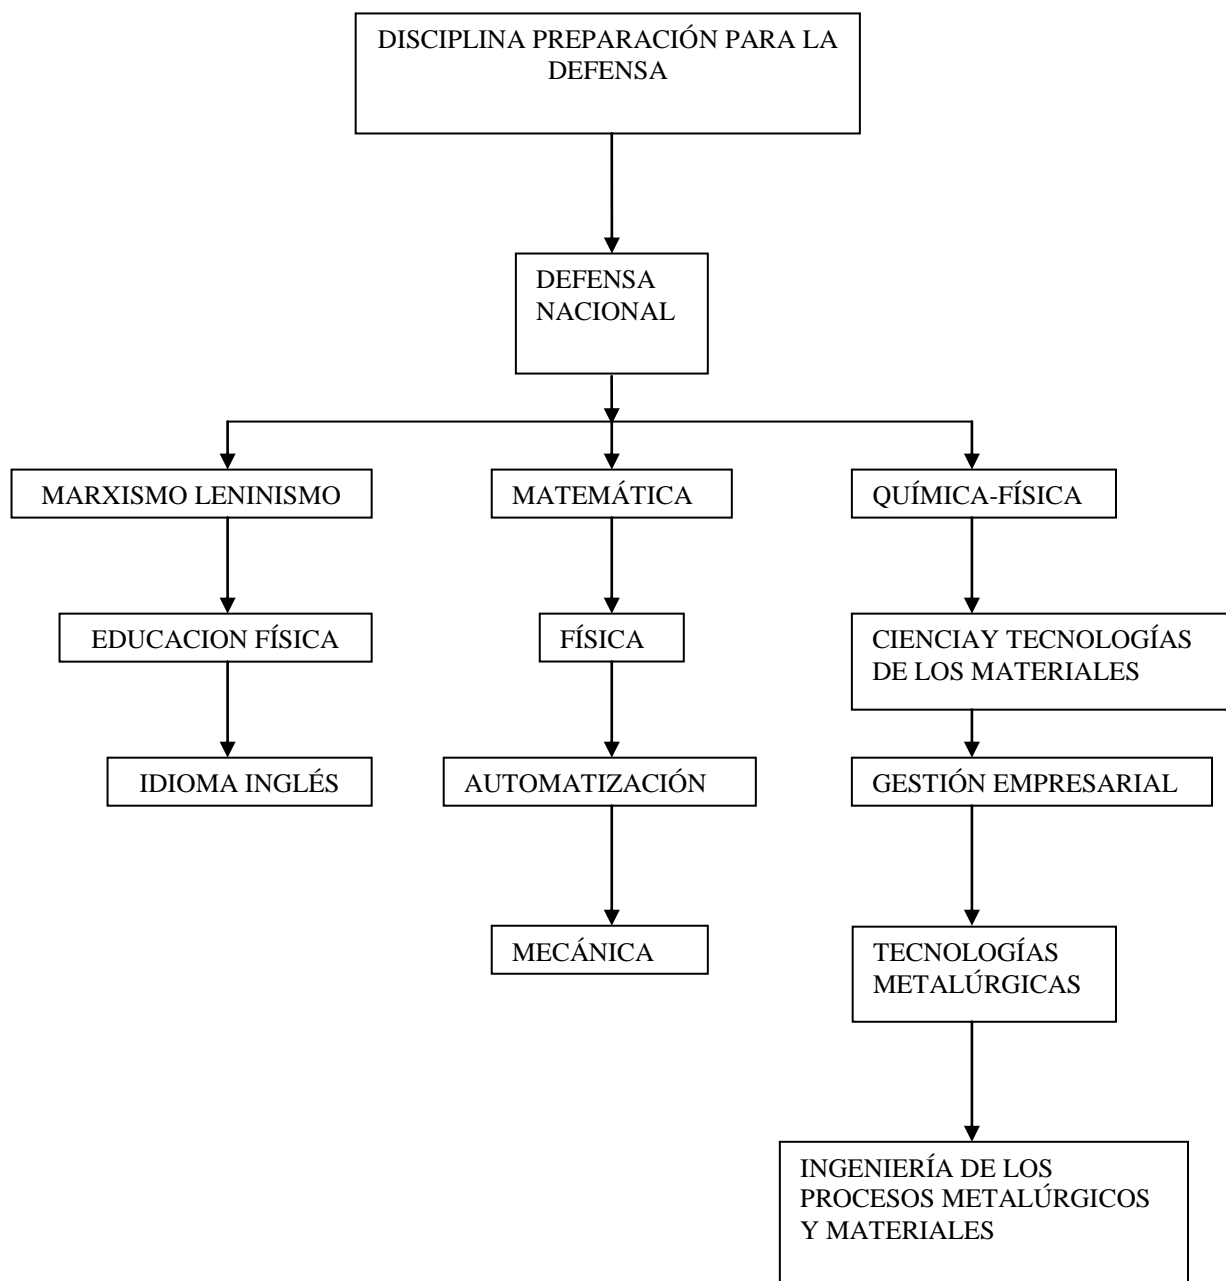 DISCIPLINA PREPARACIÓN PARA LA
DEFENSA
DEFENSA
NACIONAL
MARXISMO LENINISMO
MATEMÁTICA
QUÍMICA-FÍSICA
EDUCACION FÍSICA
FÍSICA
CIENCIAY TECNOLOGÍAS
DE LOS MATERIALES
IDIOMA INGLÉS
AUTOMATIZACIÓN
GESTIÓN EMPRESARIAL
MECÁNICA
TECNOLOGÍAS
METALÚRGICAS
INGENIERÍA DE LOS
PROCESOS METALÚRGICOS
Y MATERIALES